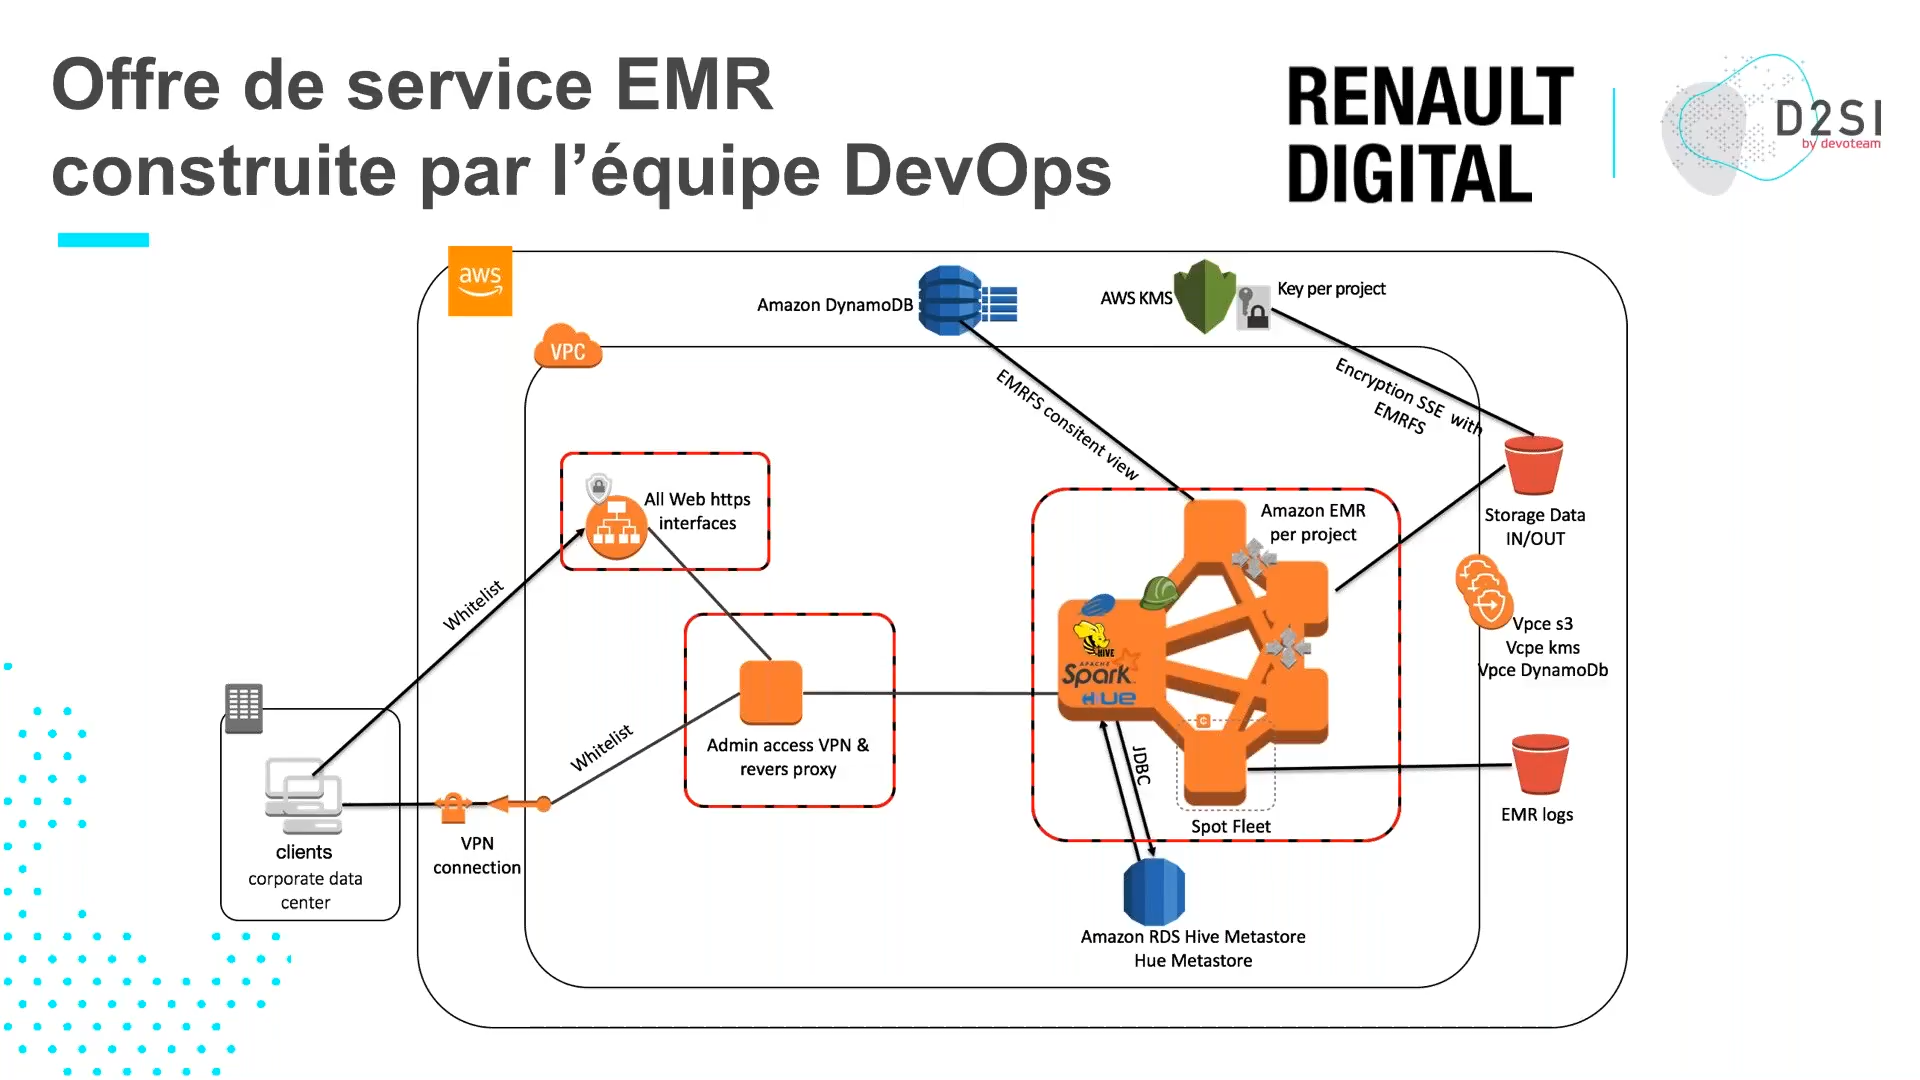 Offre de service EMR
construite par l’équipe DevOps
RENAULT
DIGITAL
D2SI
by devoteam
aws
Amazon DynamoDB
AWS KMS
Key per project
VPC
EMRFS consitent view
Encryption SSE with
EMRFS
All Web https
interfaces
Amazon EMR
per project
Storage Data
IN/OUT
Whitelist
HIVE
APACHE
Spark
HUE
Vpce s3
Vcpe kms
Vpce DynamoDb
Admin access VPN &
revers proxy
Whitelist
JDBC
Spot Fleet
EMR logs
clients
corporate data
center
VPN
connection
Amazon RDS Hive Metastore
Hue Metastore